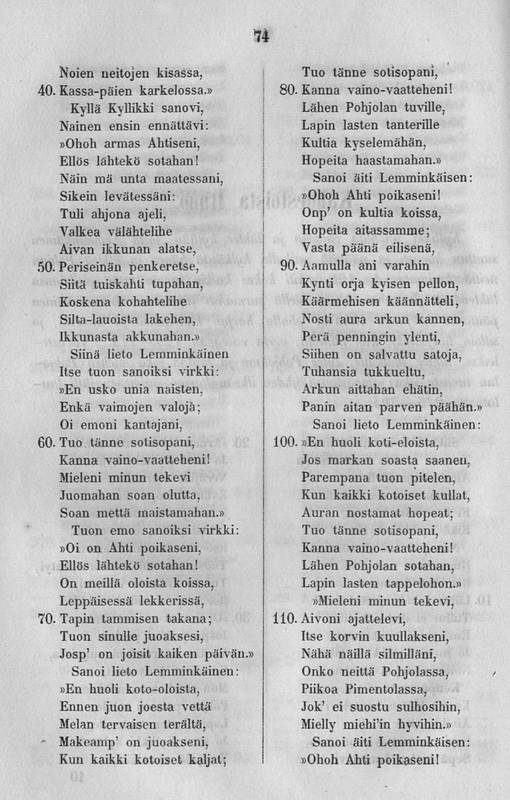 74
Noien neitojen kisassa,
40. Kassa-päien karkelossa.»
Kyllä Kyllikki sanovi,
Nainen ensin ennättävi:
»Ohoh armas Ahtiseni,
Ellös lähtekö sotahan!
Näin mä unta maatessani,
Sikein levätessäni:
Tuli ahjona ajeli,
Valkea välähtelihe
Aivan ikkunan alatse,
50. Periseinän penkeretse,
Siitä tuiskahti tupahan,
Koskena kohahtelihe
Silta-lauoista lakehen,
Ikkunasta akkunahan.»
Siinä lieto Lemminkäinen
Itse tuon sanoiksi virkki:
»En usko unia naisten,
Enkä vaimojen valoja;
Oi emoni kantajani,
60. Tuo tänne sotisopani,
Kanna vaino-vaatteheni!
Mieleni minun tekevi
Juomahan soan olutta,
Soan mettä maistamahan.»
Tuon emo sanoiksi virkki:
»Oi on Ahti poikaseni,
Ellös lähtekö sotahan!
On meillä oloista koissa,
Leppäisessä lekkerissä,
70. Tapin tammisen takana;
Tuon sinulle juoaksesi,
Josp' on joisit kaiken päivän.»
Sanoi lieto Lemminkäinen:
»En huoli koto-oloista,
Ennen juon joesta vettä
Melan tervaisen terältä,
Makeamp' on juoakseni,
Kun kaikki kotoiset kaljat;
Tuo tänne sotisopani,
80. Kanna vaino-vaatteheni!
Lähen Pohjolan tuville,
Lapin lasten tanterille
Kultia kyselemähän,
Hopeita haastamahan.»
Sanoi äiti Lemminkäisen:
»Ohoh Ahti poikaseni!
Onp' on kultia koissa,
Hopeita aitassamme;
Vasta päänä eilisenä,
90. Aamulla ani varahin
Kynti orja kyisen pellon,
Käärmehisen käännätteli,
Nosti aura arkun kannen,
Perä penningin ylenti,
Siihen on salvattu satoja,
Tuhansia tukkueltu,
Arkun aittahan ehätin,
Panin aitan parven päähän.»
Sanoi lieto Lemminkäinen:
100. »En huoli koti-eloista,
Jos markan soasta saanen,
Parempana tuon pitelen,
Kun kaikki kotoiset kullat,
Auran nostamat hopeat;
Tuo tänne sotisopani,
Kanna vaino-vaatteheni!
Lähen Pohjolan sotahan,
Lapin lasten tappelohon.»
»Mieleni minun tekevi,
110. Aivoni ajattelevi,
Itse korvin kuullakseni,
Nähä näillä silmilläni,
Onko neittä Pohjolassa,
Piikoa Pimentolassa,
Jok' ei suostu sulhosihin,
Mielly miehi'in hyvihin.»
Sanoi äiti Lemminkäisen:
»Ohoh Ahti poikaseni!